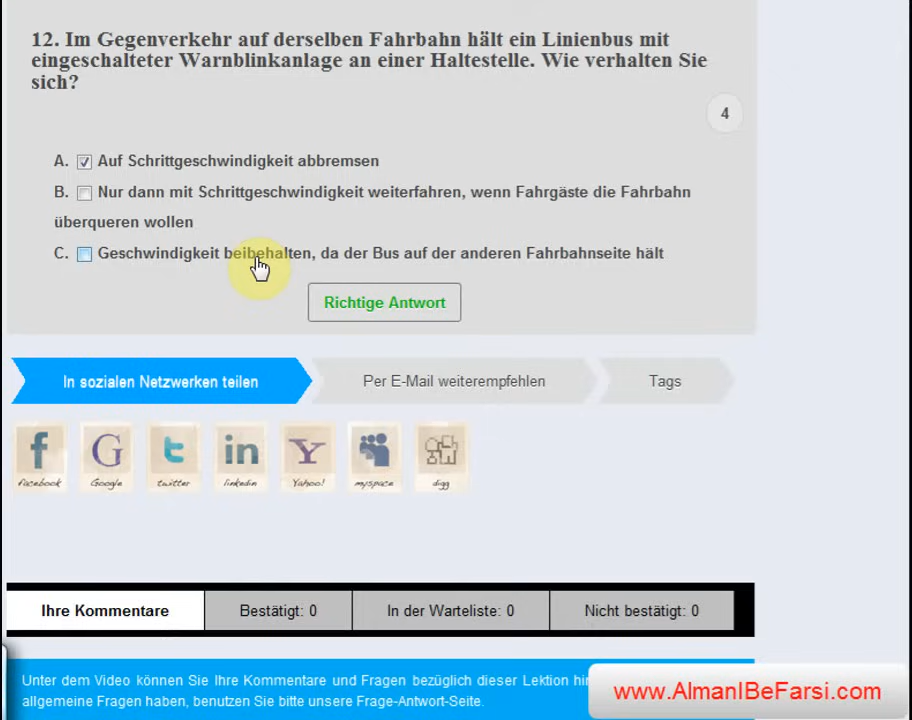 12. Im Gegenverkehr auf derselben Fahrbahn hält ein Linienbus mit
eingeschalteter Warnblinkanlage an einer Haltestelle. Wie verhalten Sie
sich?
4
A. Auf Schrittgeschwindigkeit abbremsen
B. Nur dann mit Schrittgeschwindigkeit weiterfahren, wenn Fahrgäste die Fahrbahn
überqueren wollen
C. Geschwindigkeit beibehalten, da der Bus auf der anderen Fahrbahnseite hält
Richtige Antwort
In sozialen Netzwerken teilen Per E-Mail weiterempfehlen Tags
f G t in Y
facebook Google twitter linkedin Yahoo! myspace digg
Ihre Kommentare Bestätigt: 0 In der Warteliste: 0 Nicht bestätigt: 0
Unter dem Video können Sie Ihre Kommentare und Fragen bezüglich dieser Lektion
allgemeine Fragen haben, benutzen Sie bitte unsere Frage-Antwort-Seite.
www.AlmaniBeFarsi.com